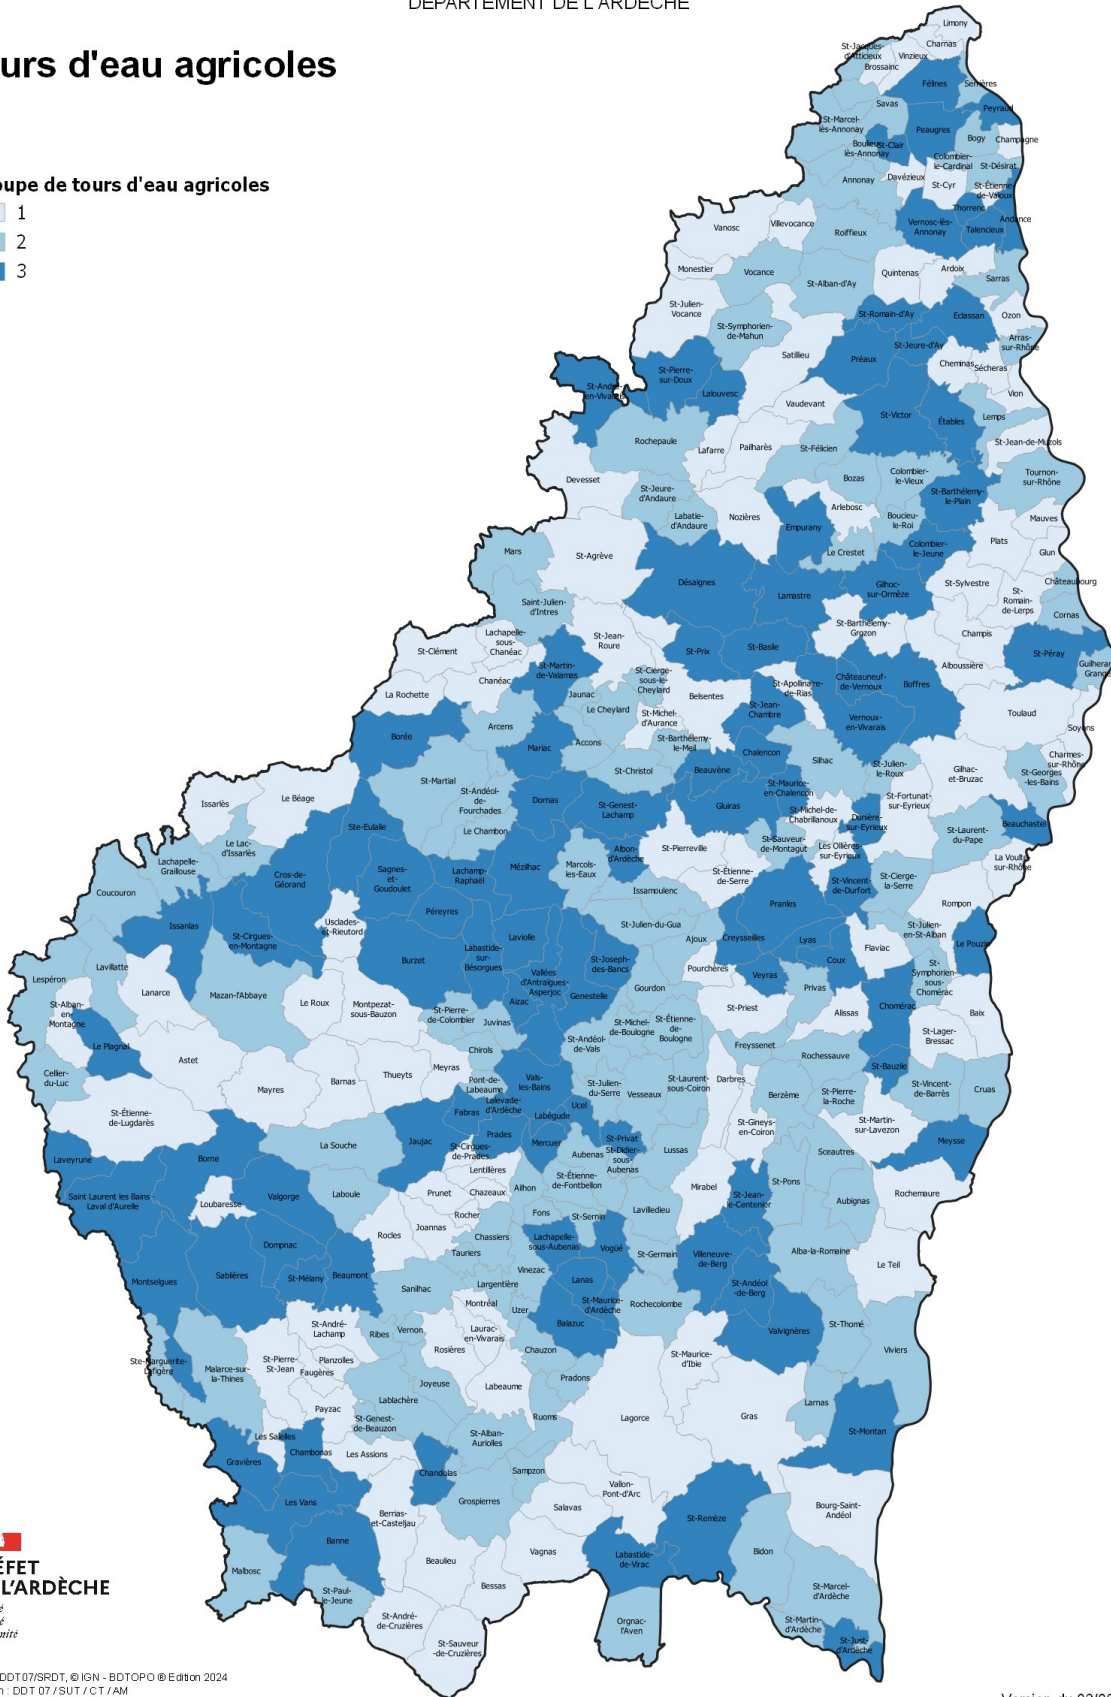 DÉPARTEMENT DE L'ARDÈCHE
urs d'eau agricoles
oupe de tours d'eau agricoles
1
2
3
Limony
Charnas
St-Jacques-
d'Atticieux
Vinzieux
Brossainc
Félines
Serrières
Savas
Peyraud
St-Marcel-
lès-Annonay
Peaugres
Bogy
Champagne
Boulieu-
lès-Annonay
St-Clair
Colombier-
le-Cardinal
St-Désirat
Annonay
Davézieux
St-Cyr
St-Étienne-
de-Valoux
Thorrenc
Andance
Vernosc-lès-
Annonay
Talencieux
Vanosc
Villevocance
Roiffieux
Monestier
Vocance
St-Alban-d'Ay
Quintenas
Ardoix
Sarras
St-Julien-
Vocance
St-Symphorien-
de-Mahun
St-Romain-d'Ay
Eclassan
Ozon
Satillieu
Préaux
St-Jeure-d'Ay
Arras-
sur-Rhône
Cheminas
Sécheras
St-Pierre-
sur-Doux
St-André-
en-Vivarais
Lalouvesc
Vion
Vaudevant
St-Victor
Étables
Lemps
Rochepaule
Lafarre
Pailharès
St-Félicien
St-Jean-de-Muzols
Devesset
Bozas
Colombier-
le-Vieux
Tournon-
sur-Rhône
St-Jeure-
d'Andaure
St-Barthélemy-
le-Plain
Labatie-
d'Andaure
Nozières
Arlebosc
Empurany
Boucieu-
le-Roi
Mauves
Plats
Glun
Mars
St-Agrève
Le Crestet
Colombier-
le-Jeune
Désaignes
Lamastre
Gilhoc-
sur-Ormèze
St-Sylvestre
St-
Romain-
de-Lerps
Châteaubourg
Cornas
Saint-Julien-
d'Intres
Lachapelle-
sous-
Chanéac
St-Jean-
Roure
St-Barthélemy-
Grozon
Champis
St-Clément
St-Prix
St-Basile
St-Péray
Alboussière
Guilherand
Granges
St-Martin-
de-Valamas
Chanéac
La Rochette
St-Cierge-
sous-le-
Cheylard
Belsentes
St-Apollinaire-
de-Rias
Châteauneuf-
de-Vernoux
Boffres
Jaunac
Le Cheylard
St-Michel-
d'Aurance
St-Jean-
Chambre
Vernoux-
en-Vivarais
Toulaud
Soyons
Borée
Arcens
Mariac
Accons
St-Barthélemy-
le-Meil
Chalencon
Silhac
St-Julien-
le-Roux
Gilhac-
et-Bruzac
Charmes-
sur-Rhône
St-Georges
-les-Bains
St-Martial
St-Christol
Beauvène
St-Maurice-
en-Chalencon
St-Fortunat-
sur-Eyrieux
St-Andéol-
de-
Fourchades
Dornas
St-Genest-
Lachamp
Gluiras
St-Michel-de-
Chabrillanoux
Dunière-
sur-Eyrieux
Beauchastel
Issarlès
Le Béage
Le Chambon
St-Sauveur-
de-Montagut
Les Ollières-
sur-Eyrieux
St-Laurent-
du-Pape
Ste-Eulalie
Albon-
d'Ardèche
St-Pierreville
La Voulte-
sur-Rhône
Le Lac-
d'Issarlès
Lachapelle-
Graillouse
Cros-de-
Géorand
Sagnes-
et-
Goudoulet
Lachamp-
Raphaël
Mézilhac
Marcols-
les-Eaux
St-Étienne-
de-Serre
St-Vincent-
de-Durfort
St-Cierge-
la-Serre
Coucouron
Issamoulenc
Pranles
Rompon
Péreyres
Issanlas
Usclades-
et-Rieutord
St-Julien-du-Gua
St-Julien-
en-St-Alban
Le Pouzin
St-Cirgues-
en-Montagne
Laviolle
Ajoux
Creysseilles
Lyas
Flaviac
Burzet
Labastide-
sur-
Bésorgues
St-Joseph-
des-Bancs
Coux
St-
Symphorien-
sous-
Chomérac
Lavillatte
Pourchères
Veyras
Lespéron
Vallées
d'Antraigues-
Asperjoc
Gourdon
Privas
Lanarce
Mazan-l'Abbaye
Le Roux
Montpezat-
sous-Bauzon
Aizac
Genestelle
St-Priest
Alissas
Chomérac
Baix
St-Alban-
en-
Montagne
St-Pierre-
de-Colombier
Juvinas
St-Michel-
de-Boulogne
St-Étienne-
de-
Boulogne
St-Lager-
Bressac
Le Plagnal
Astet
Chirols
St-Andéol-
de-Vals
Freyssenet
Rochessauve
St-Bauzile
Cellier-
du-Luc
Mayres
Barnas
Thueyts
Meyras
Pont-de-
Labeaume
Vals-
les-Bains
St-Julien-
du-Serre
St-Laurent-
sous-Coiron
Darbres
Berzème
St-Pierre-
la-Roche
St-Vincent-
de-Barrès
Cruas
St-Étienne-
de-Lugdarès
Fabras
Lalevade-
d'Ardèche
Ucel
Vesseaux
Labégude
St-Gineys-
en-Coiron
St-Martin-
sur-Lavezon
La Souche
Jaujac
Prades
Mercuer
St-Privat
Meysse
St-Cirgues-
de-Prades
Aubenas
St-Didier-
sous-
Aubenas
Lussas
Sceautres
Laveyrune
Borne
Lentillères
St-Étienne-
de-Fontbellon
Saint Laurent les Bains -
Laval d'Aurelle
Valgorge
Laboule
Prunet
Chazeaux
Ailhon
Mirabel
St-Jean-
le-Centenier
St-Pons
Rochemaure
Loubaresse
Rocher
Fons
St-Sernin
Lavilledieu
Aubignas
Joannas
Rocles
Chassiers
Lachapelle-
sous-Aubenas
Vogüé
St-Germain
Villeneuve-
de-Berg
Alba-la-Romaine
Dompnac
Tauriers
Le Teil
Montselgues
Sablières
St-Mélany
Beaumont
Vinezac
Lanas
Sanilhac
Largentière
St-Maurice-
d'Ardèche
St-Andéol
-de-Berg
Montréal
Uzer
Rochecolombe
St-André-
Lachamp
Ribes
Vernon
Laurac-
en-Vivarais
Balazuc
Valvignères
St-Thomé
Ste-Marguerite-
Lafigère
Malarce-sur-
la-Thines
St-Pierre-
St-Jean
Planzolles
Rosières
Chauzon
St-Maurice-
d'Ibie
Viviers
Faugères
Joyeuse
Labeaume
Pradons
Payzac
Lablachère
Larnas
St-Genest-
de-Beauzon
Ruoms
Lagorce
Gras
St-Montan
Les Salelles
St-Alban-
Auriolles
Chambonas
Les Assions
Gravières
Chandolas
Sampzon
Les Vans
Grospierres
Vallon-
Pont-d'Arc
Berrias-
et-Casteljau
Salavas
St-Remèze
Bourg-Saint-
Andéol
Banne
Vagnas
Labastide-
de-Virac
Bidon
Malbosc
Beaulieu
St-Paul-
le-Jeune
Bessas
St-Marcel-
d'Ardèche
St-André-
de-Cruzières
Orgnac-
l'Aven
St-Martin-
d'Ardèche
St-Sauveur
-de-Cruzières
St-Just-
d'Ardèche
ÉFET
L'ARDÈCHE
DDT07/SRDT, © IGN - BDTOPO ® Edition 2024
n : DDT 07 / SUT / CT / AM